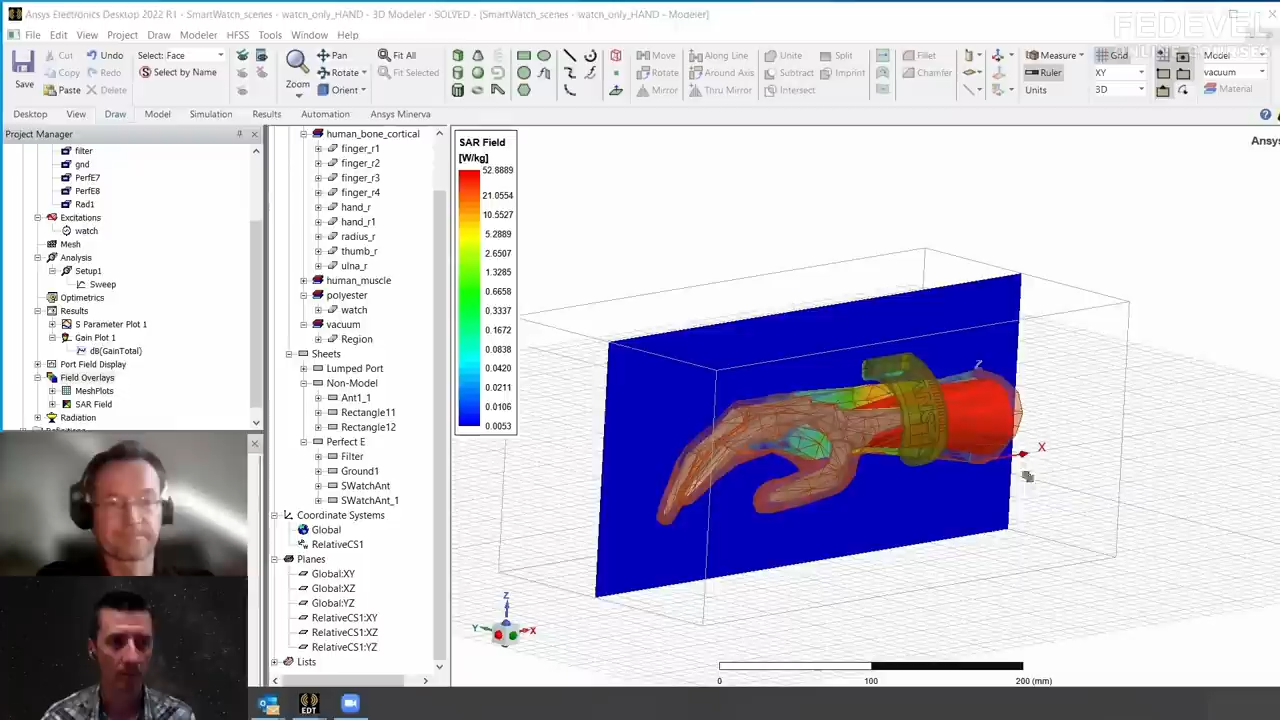 Ansys Electronics Desktop 2022 R1 - SmartWatch_scenes - watch_only_HAND - 3D Modeler - SOLVED - [SmartWatch_scenes - watch_only_HAND - Modeler]
FEDEVEL
File Edit View Project Draw Modeler HFSS Tools Window Help
Save
Cut Undo
Copy Redo
Paste Delete
Select: Face
Select by Name
Zoom
Pan
Rotate
Orient
Fit All
Fit Selected
Move Along Line
Rotate Around Axis
Mirror Thru Mirror
Unite Split
Subtract Imprint
Intersect
Fillet
Chamfer
Measure Grid
Ruler XY
Units 3D
Model
vacuum
Material
Desktop View Draw Model Simulation Results Automation Ansys Minerva
Project Manager
filter
gnd
PerfE7
PerfE8
Rad1
Excitations
watch
Mesh
Analysis
Setup1
Sweep
Optimetrics
Results
S Parameter Plot 1
Gain Plot 1
dB(GainTotal)
Port Field Display
Field Overlays
MeshPlots
SAR Field
Radiation
human_bone_cortical
finger_r1
finger_r2
finger_r3
finger_r4
hand_r
hand_r1
radius_r
thumb_r
ulna_r
human_muscle
polyester
watch
vacuum
Region
Sheets
Lumped Port
Non-Model
Ant1_1
Rectangle11
Rectangle12
Perfect E
Filter
Ground1
SWatchAnt
SWatchAnt_1
Coordinate Systems
Global
RelativeCS1
Planes
Global:XY
Global:XZ
Global:YZ
RelativeCS1:XY
RelativeCS1:XZ
RelativeCS1:YZ
Lists
SAR Field
[W/kg]
52.8889
21.0554
10.5527
5.2889
2.6507
1.3285
0.6658
0.3337
0.1672
0.0838
0.0420
0.0211
0.0106
0.0053
Ansy
Z
X
Z
Y
X
0 100 200 (mm)
EDT